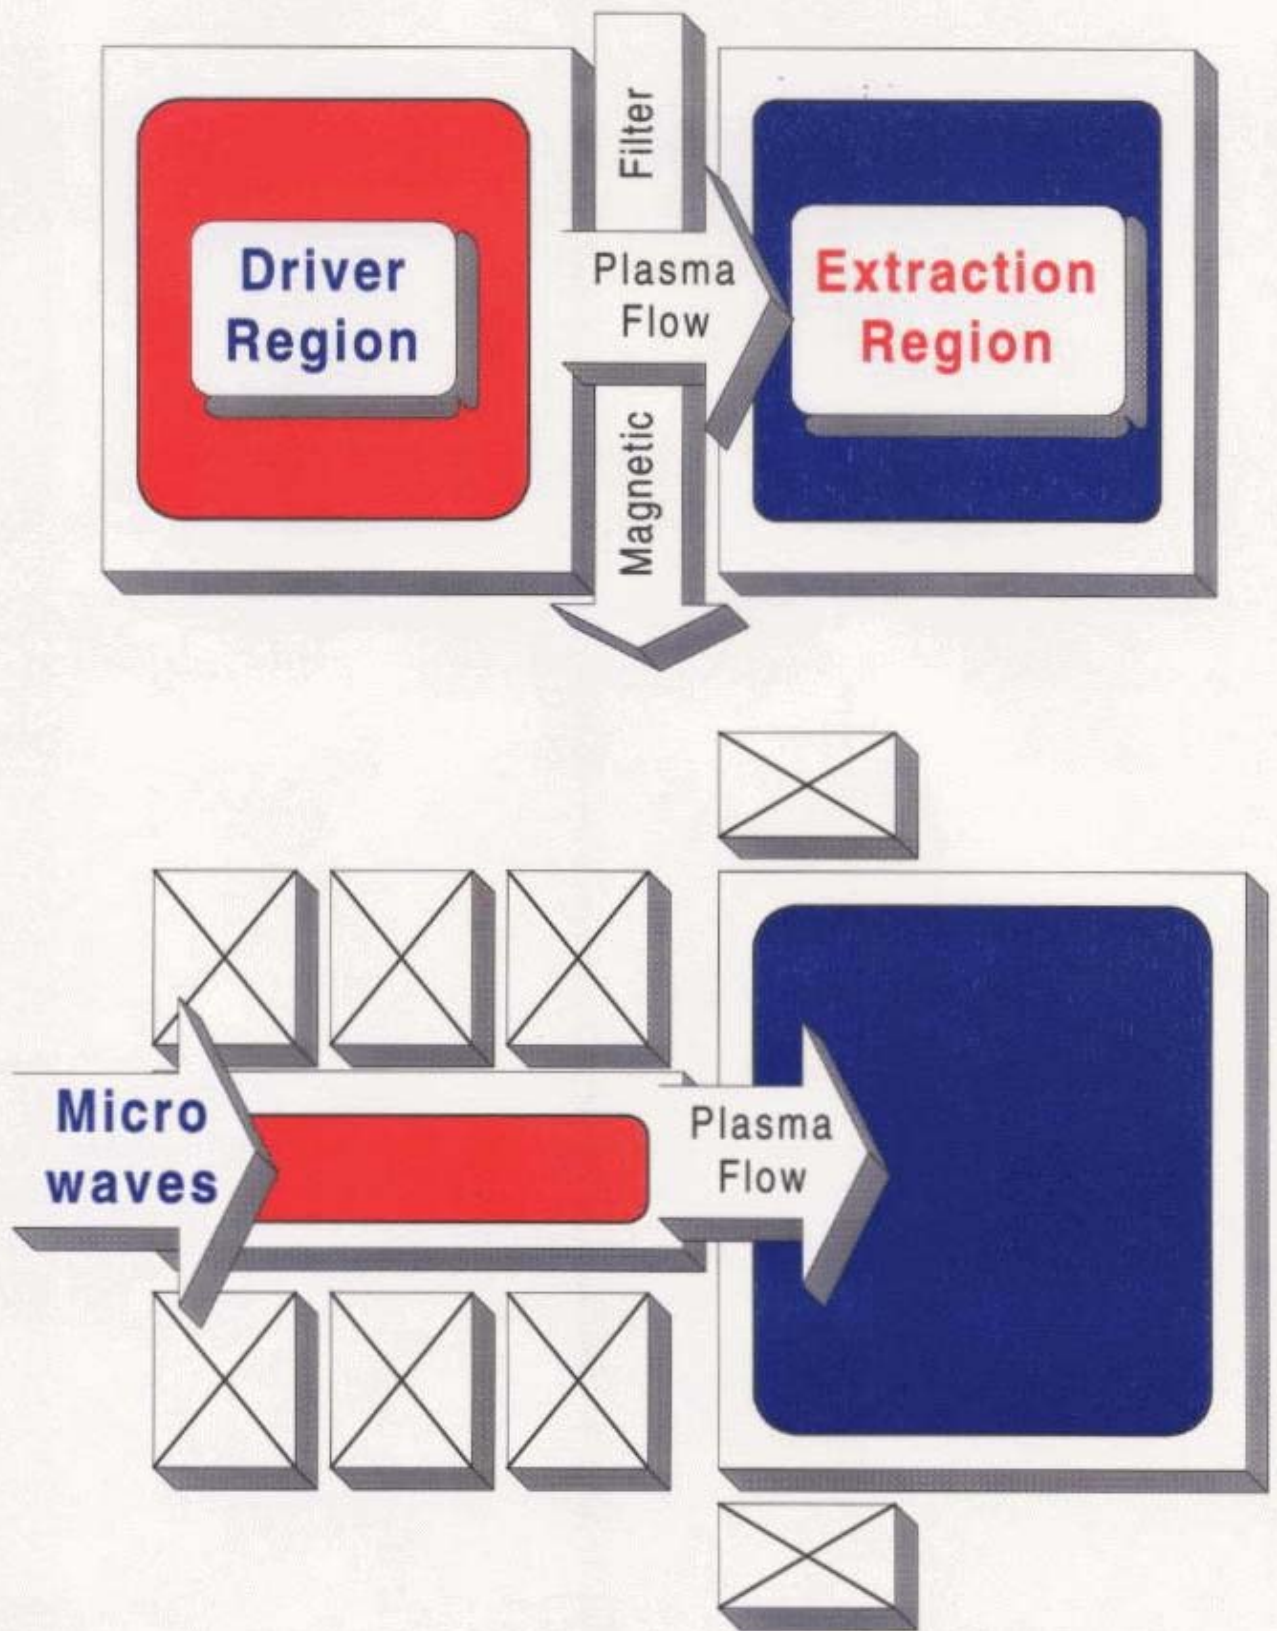 Filter
Driver
Region
Plasma
Flow
Extraction
Region
Magnetic
Micro
waves
Plasma
Flow